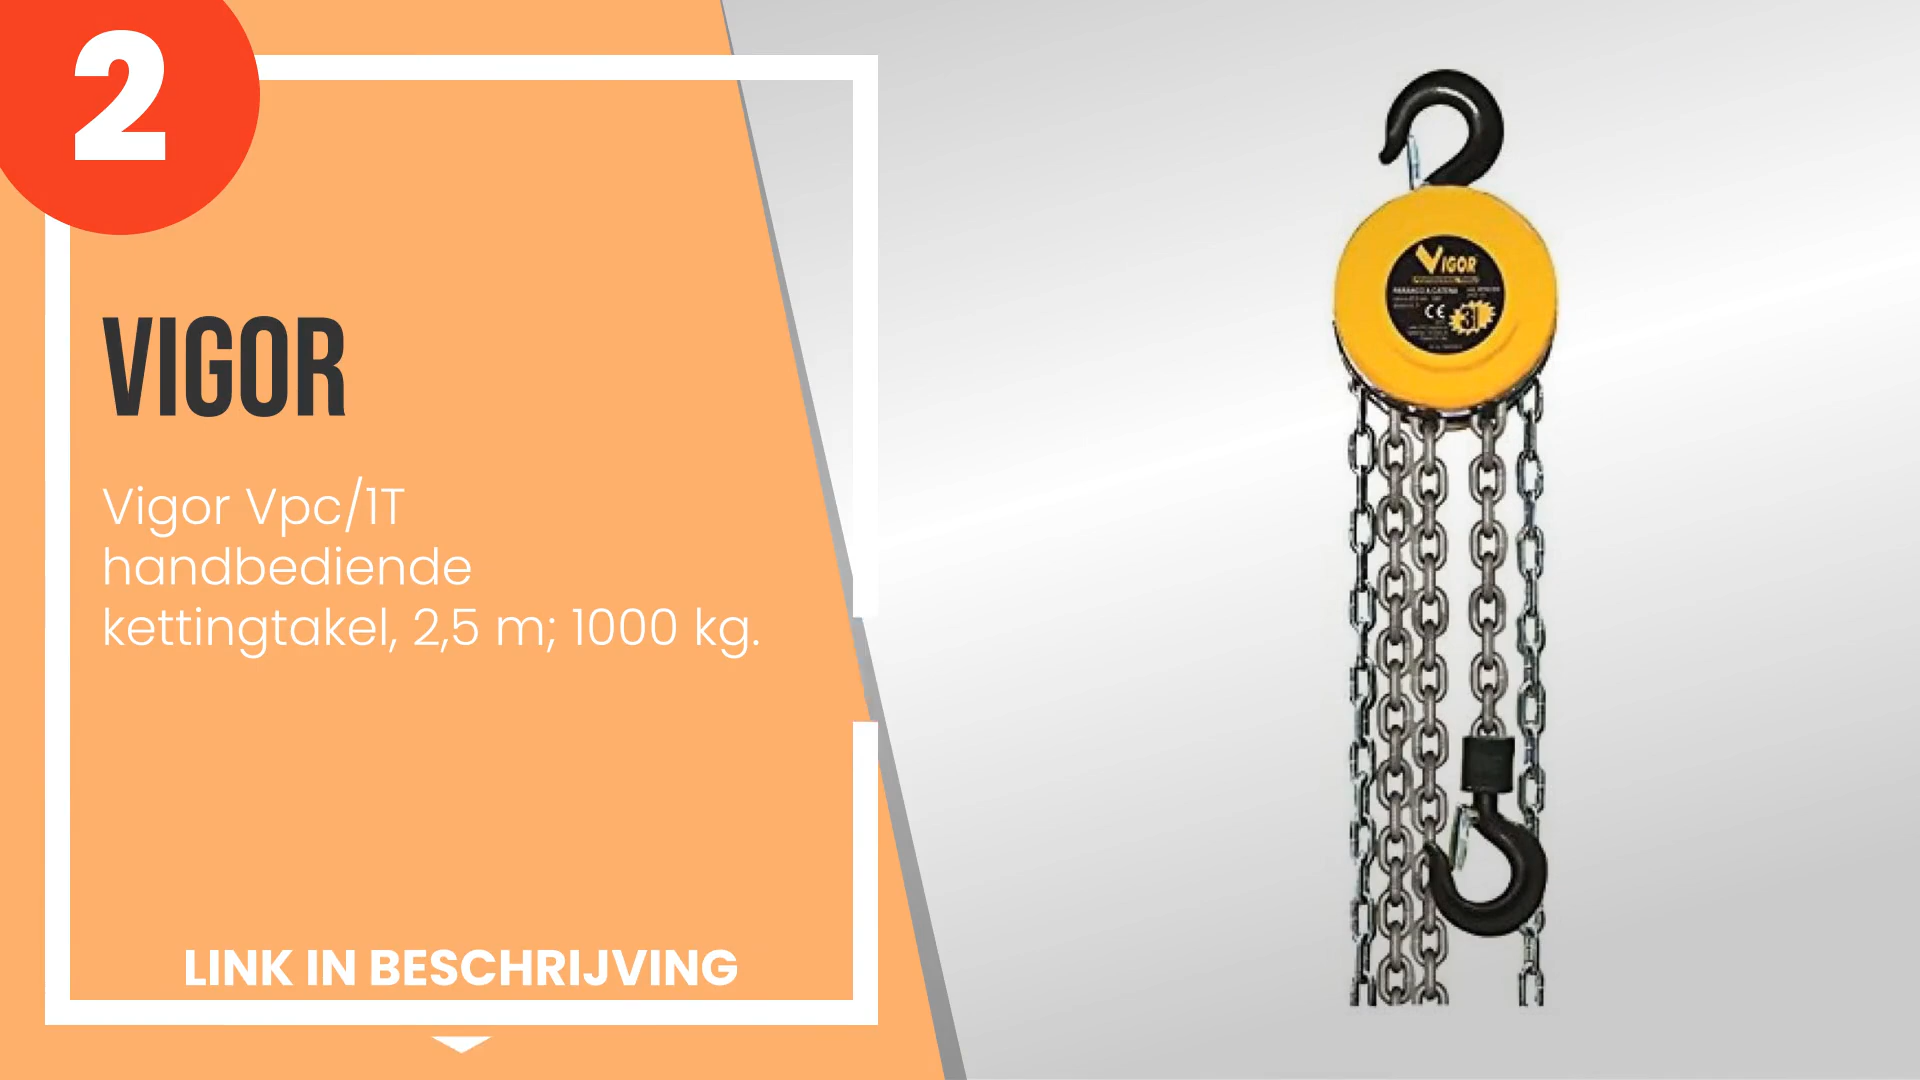 2
VIGOR
Vigor Vpc/1T
handbediende
kettingtakel, 2,5 m; 1000 kg.
LINK IN BESCHRIJVING
VIGOR
CE